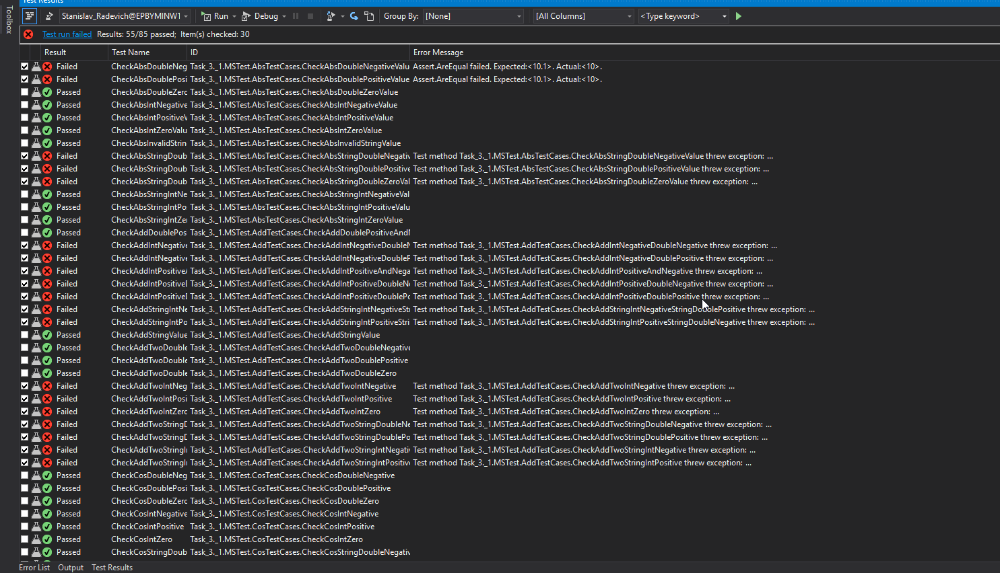 Test Results
Toolbox
Stanislav_Radevich@EPBYMINW1 Run Debug Group By: [None] [All Columns] <Type keyword>
Test run failed Results: 55/85 passed; Item(s) checked: 30
Result Test Name ID Error Message
Failed CheckAbsDoubleNeg Task_3._1.MSTest.AbsTestCases.CheckAbsDoubleNegativeValu Assert.AreEqual failed. Expected:<10.1>. Actual:<10>.
Failed CheckAbsDoublePosi Task_3._1.MSTest.AbsTestCases.CheckAbsDoublePositiveValue Assert.AreEqual failed. Expected:<10.1>. Actual:<10>.
Passed CheckAbsDoubleZero Task_3._1.MSTest.AbsTestCases.CheckAbsDoubleZeroValue
Passed CheckAbsIntNegative Task_3._1.MSTest.AbsTestCases.CheckAbsIntNegativeValue
Passed CheckAbsIntPositiveV Task_3._1.MSTest.AbsTestCases.CheckAbsIntPositiveValue
Passed CheckAbsIntZeroValu Task_3._1.MSTest.AbsTestCases.CheckAbsIntZeroValue
Passed CheckAbsInvalidStrin Task_3._1.MSTest.AbsTestCases.CheckAbsInvalidStringValue
Failed CheckAbsStringDoub Task_3._1.MSTest.AbsTestCases.CheckAbsStringDoubleNegativ Test method Task_3._1.MSTest.AbsTestCases.CheckAbsStringDoubleNegativeValue threw exception: ...
Failed CheckAbsStringDoub Task_3._1.MSTest.AbsTestCases.CheckAbsStringDoublePositive Test method Task_3._1.MSTest.AbsTestCases.CheckAbsStringDoublePositiveValue threw exception: ...
Failed CheckAbsStringDoub Task_3._1.MSTest.AbsTestCases.CheckAbsStringDoubleZeroVal Test method Task_3._1.MSTest.AbsTestCases.CheckAbsStringDoubleZeroValue threw exception: ...
Passed CheckAbsStringIntNe Task_3._1.MSTest.AbsTestCases.CheckAbsStringIntNegativeVal
Passed CheckAbsStringIntPo Task_3._1.MSTest.AbsTestCases.CheckAbsStringIntPositiveValu
Passed CheckAbsStringIntZer Task_3._1.MSTest.AbsTestCases.CheckAbsStringIntZeroValue
Passed CheckAddDoublePos Task_3._1.MSTest.AddTestCases.CheckAddDoublePositiveAndN
Failed CheckAddIntNegative Task_3._1.MSTest.AddTestCases.CheckAddIntNegativeDoubleN Test method Task_3._1.MSTest.AddTestCases.CheckAddIntNegativeDoubleNegative threw exception: ...
Failed CheckAddIntNegative Task_3._1.MSTest.AddTestCases.CheckAddIntNegativeDoubleP Test method Task_3._1.MSTest.AddTestCases.CheckAddIntNegativeDoublePositive threw exception: ...
Failed CheckAddIntPositiveA Task_3._1.MSTest.AddTestCases.CheckAddIntPositiveAndNega Test method Task_3._1.MSTest.AddTestCases.CheckAddIntPositiveAndNegative threw exception: ...
Failed CheckAddIntPositiveD Task_3._1.MSTest.AddTestCases.CheckAddIntPositiveDoubleN Test method Task_3._1.MSTest.AddTestCases.CheckAddIntPositiveDoubleNegative threw exception: ...
Failed CheckAddIntPositiveD Task_3._1.MSTest.AddTestCases.CheckAddIntPositiveDoublePo Test method Task_3._1.MSTest.AddTestCases.CheckAddIntPositiveDoublePositive threw exception: ...
Failed CheckAddStringIntNe Task_3._1.MSTest.AddTestCases.CheckAddStringIntNegativeStr Test method Task_3._1.MSTest.AddTestCases.CheckAddStringIntNegativeStringDoublePositive threw exception: ...
Failed CheckAddStringIntPo Task_3._1.MSTest.AddTestCases.CheckAddStringIntPositiveStri Test method Task_3._1.MSTest.AddTestCases.CheckAddStringIntPositiveStringDoubleNegative threw exception: ...
Passed CheckAddStringValue Task_3._1.MSTest.AddTestCases.CheckAddStringValue
Passed CheckAddTwoDouble Task_3._1.MSTest.AddTestCases.CheckAddTwoDoubleNegative
Passed CheckAddTwoDouble Task_3._1.MSTest.AddTestCases.CheckAddTwoDoublePositive
Passed CheckAddTwoDouble Task_3._1.MSTest.AddTestCases.CheckAddTwoDoubleZero
Failed CheckAddTwoIntNeg Task_3._1.MSTest.AddTestCases.CheckAddTwoIntNegative Test method Task_3._1.MSTest.AddTestCases.CheckAddTwoIntNegative threw exception: ...
Failed CheckAddTwoIntPosi Task_3._1.MSTest.AddTestCases.CheckAddTwoIntPositive Test method Task_3._1.MSTest.AddTestCases.CheckAddTwoIntPositive threw exception: ...
Failed CheckAddTwoIntZero Task_3._1.MSTest.AddTestCases.CheckAddTwoIntZero Test method Task_3._1.MSTest.AddTestCases.CheckAddTwoIntZero threw exception: ...
Failed CheckAddTwoStringD Task_3._1.MSTest.AddTestCases.CheckAddTwoStringDoubleNe Test method Task_3._1.MSTest.AddTestCases.CheckAddTwoStringDoubleNegative threw exception: ...
Failed CheckAddTwoStringD Task_3._1.MSTest.AddTestCases.CheckAddTwoStringDoublePo Test method Task_3._1.MSTest.AddTestCases.CheckAddTwoStringDoublePositive threw exception: ...
Failed CheckAddTwoStringI Task_3._1.MSTest.AddTestCases.CheckAddTwoStringIntNegati Test method Task_3._1.MSTest.AddTestCases.CheckAddTwoStringIntNegative threw exception: ...
Failed CheckAddTwoStringI Task_3._1.MSTest.AddTestCases.CheckAddTwoStringIntPositiv Test method Task_3._1.MSTest.AddTestCases.CheckAddTwoStringIntPositive threw exception: ...
Passed CheckCosDoubleNeg Task_3._1.MSTest.CosTestCases.CheckCosDoubleNegative
Passed CheckCosDoublePosi Task_3._1.MSTest.CosTestCases.CheckCosDoublePositive
Passed CheckCosDoubleZero Task_3._1.MSTest.CosTestCases.CheckCosDoubleZero
Passed CheckCosIntNegative Task_3._1.MSTest.CosTestCases.CheckCosIntNegative
Passed CheckCosIntPositive Task_3._1.MSTest.CosTestCases.CheckCosIntPositive
Passed CheckCosIntZero Task_3._1.MSTest.CosTestCases.CheckCosIntZero
Passed CheckCosStringDoub Task_3._1.MSTest.CosTestCases.CheckCosStringDoubleNegativ
Error List Output Test Results